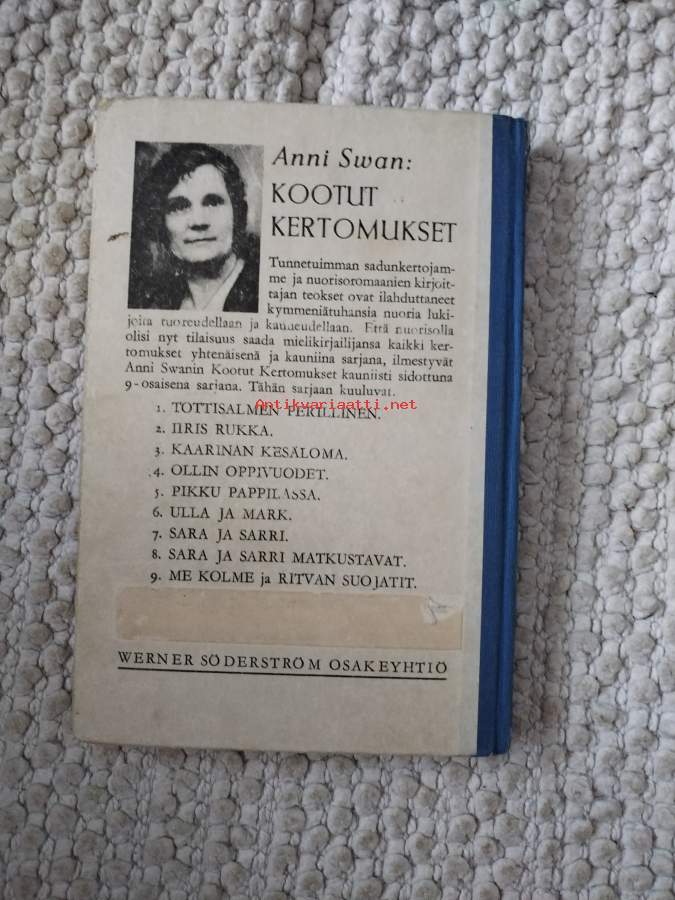 Anni Swan:
KOOTUT
KERTOMUKSET
Tunnetuimman sadunkertojam-
me ja nuorisoromaanien kirjoit-
tajan teokset ovat ilahduttaneet
kymmeniätuhansia nuoria luki-
joita tuoreudellaan ja kauneudellaan. Että nuorisolla
olisi nyt tilaisuus saada mielikirjailijansa kaikki ker-
tomukset yhtenäisenä ja kauniina sarjana, ilmestyvät
Anni Swanin Kootut Kertomukset kauniisti sidottuna
9-osaisena sarjana. Tähän sarjaan kuuluvat.
Antikvariaatti.net
1. TOTTISALMEN PERILLINEN.
2. IIRIS RUKKA.
3. KAARINAN KESÄLOMA.
4. OLLIN OPPIVUODET.
5. PIKKU PAPPILASSA.
6. ULLA JA MARK.
7. SARA JA SARRI.
8. SARA JA SARRI MATKUSTAVAT.
9. ME KOLME ja RITVAN SUOJATIT.
WERNER SÖDERSTRÖM OSAKEYHTIÖ